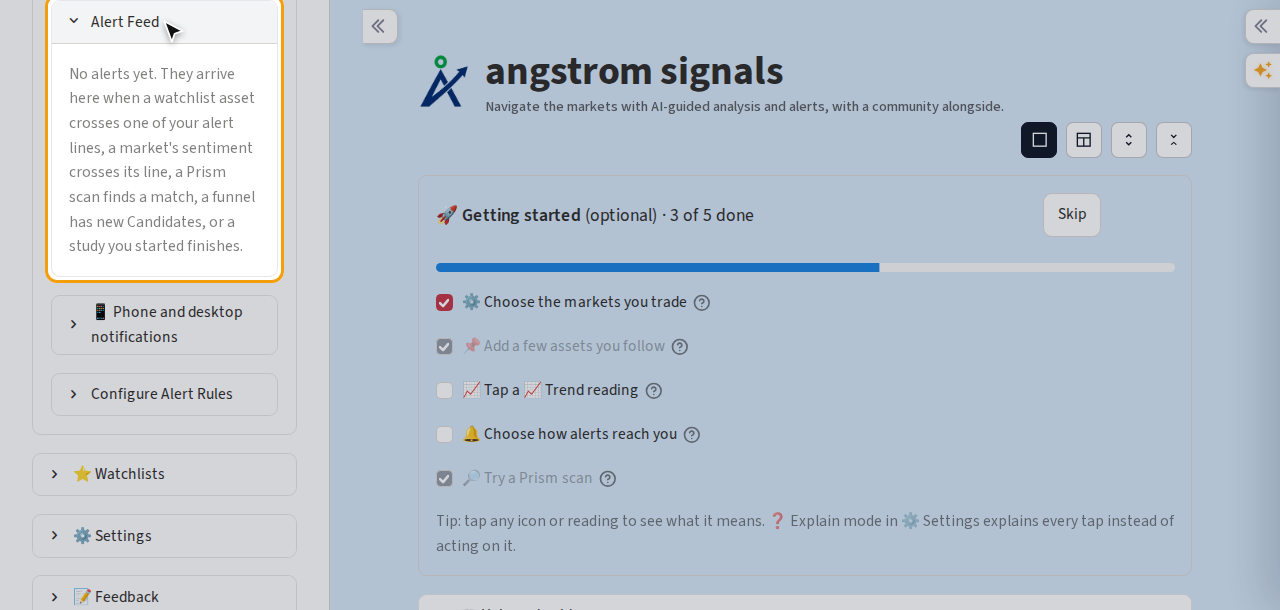 Alert Feed
No alerts yet. They arrive
here when a watchlist asset
crosses one of your alert
lines, a market's sentiment
crosses its line, a Prism
scan finds a match, a funnel
has new Candidates, or a
study you started finishes.
📱 Phone and desktop
notifications
Configure Alert Rules
⭐ Watchlists
⚙️ Settings
📝 Feedback
angstrom signals
Navigate the markets with AI-guided analysis and alerts, with a community alongside.
🚀 Getting started (optional) · 3 of 5 done
Skip
⚙️ Choose the markets you trade
📌 Add a few assets you follow
📈 Tap a 📈 Trend reading
🔔 Choose how alerts reach you
🔎 Try a Prism scan
Tip: tap any icon or reading to see what it means. ❓ Explain mode in ⚙️ Settings explains every tap instead of
acting on it.